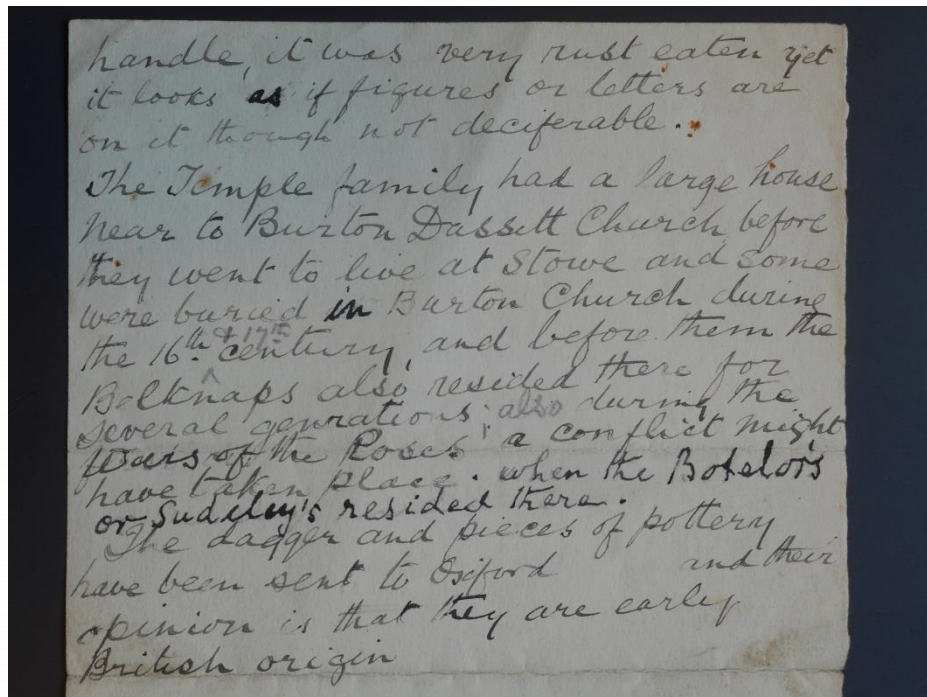 handle, it was very rust eaten yet
it looks as if figures or letters are
on it though not deciferable.
The Temple family had a large house
near to Burton Dassett Church before
they went to live at Stowe and some
were buried in Burton Church during
the 16th & 17th century, and before them the
Belknaps also resided there for
several genrations; also during the
Wars of the Roses a conflict might
have taken place. when the Botelor's
or Sudeley's resided there.
The dagger and pieces of pottery
have been sent to Oxford and their
opinion is that they are early
British origin